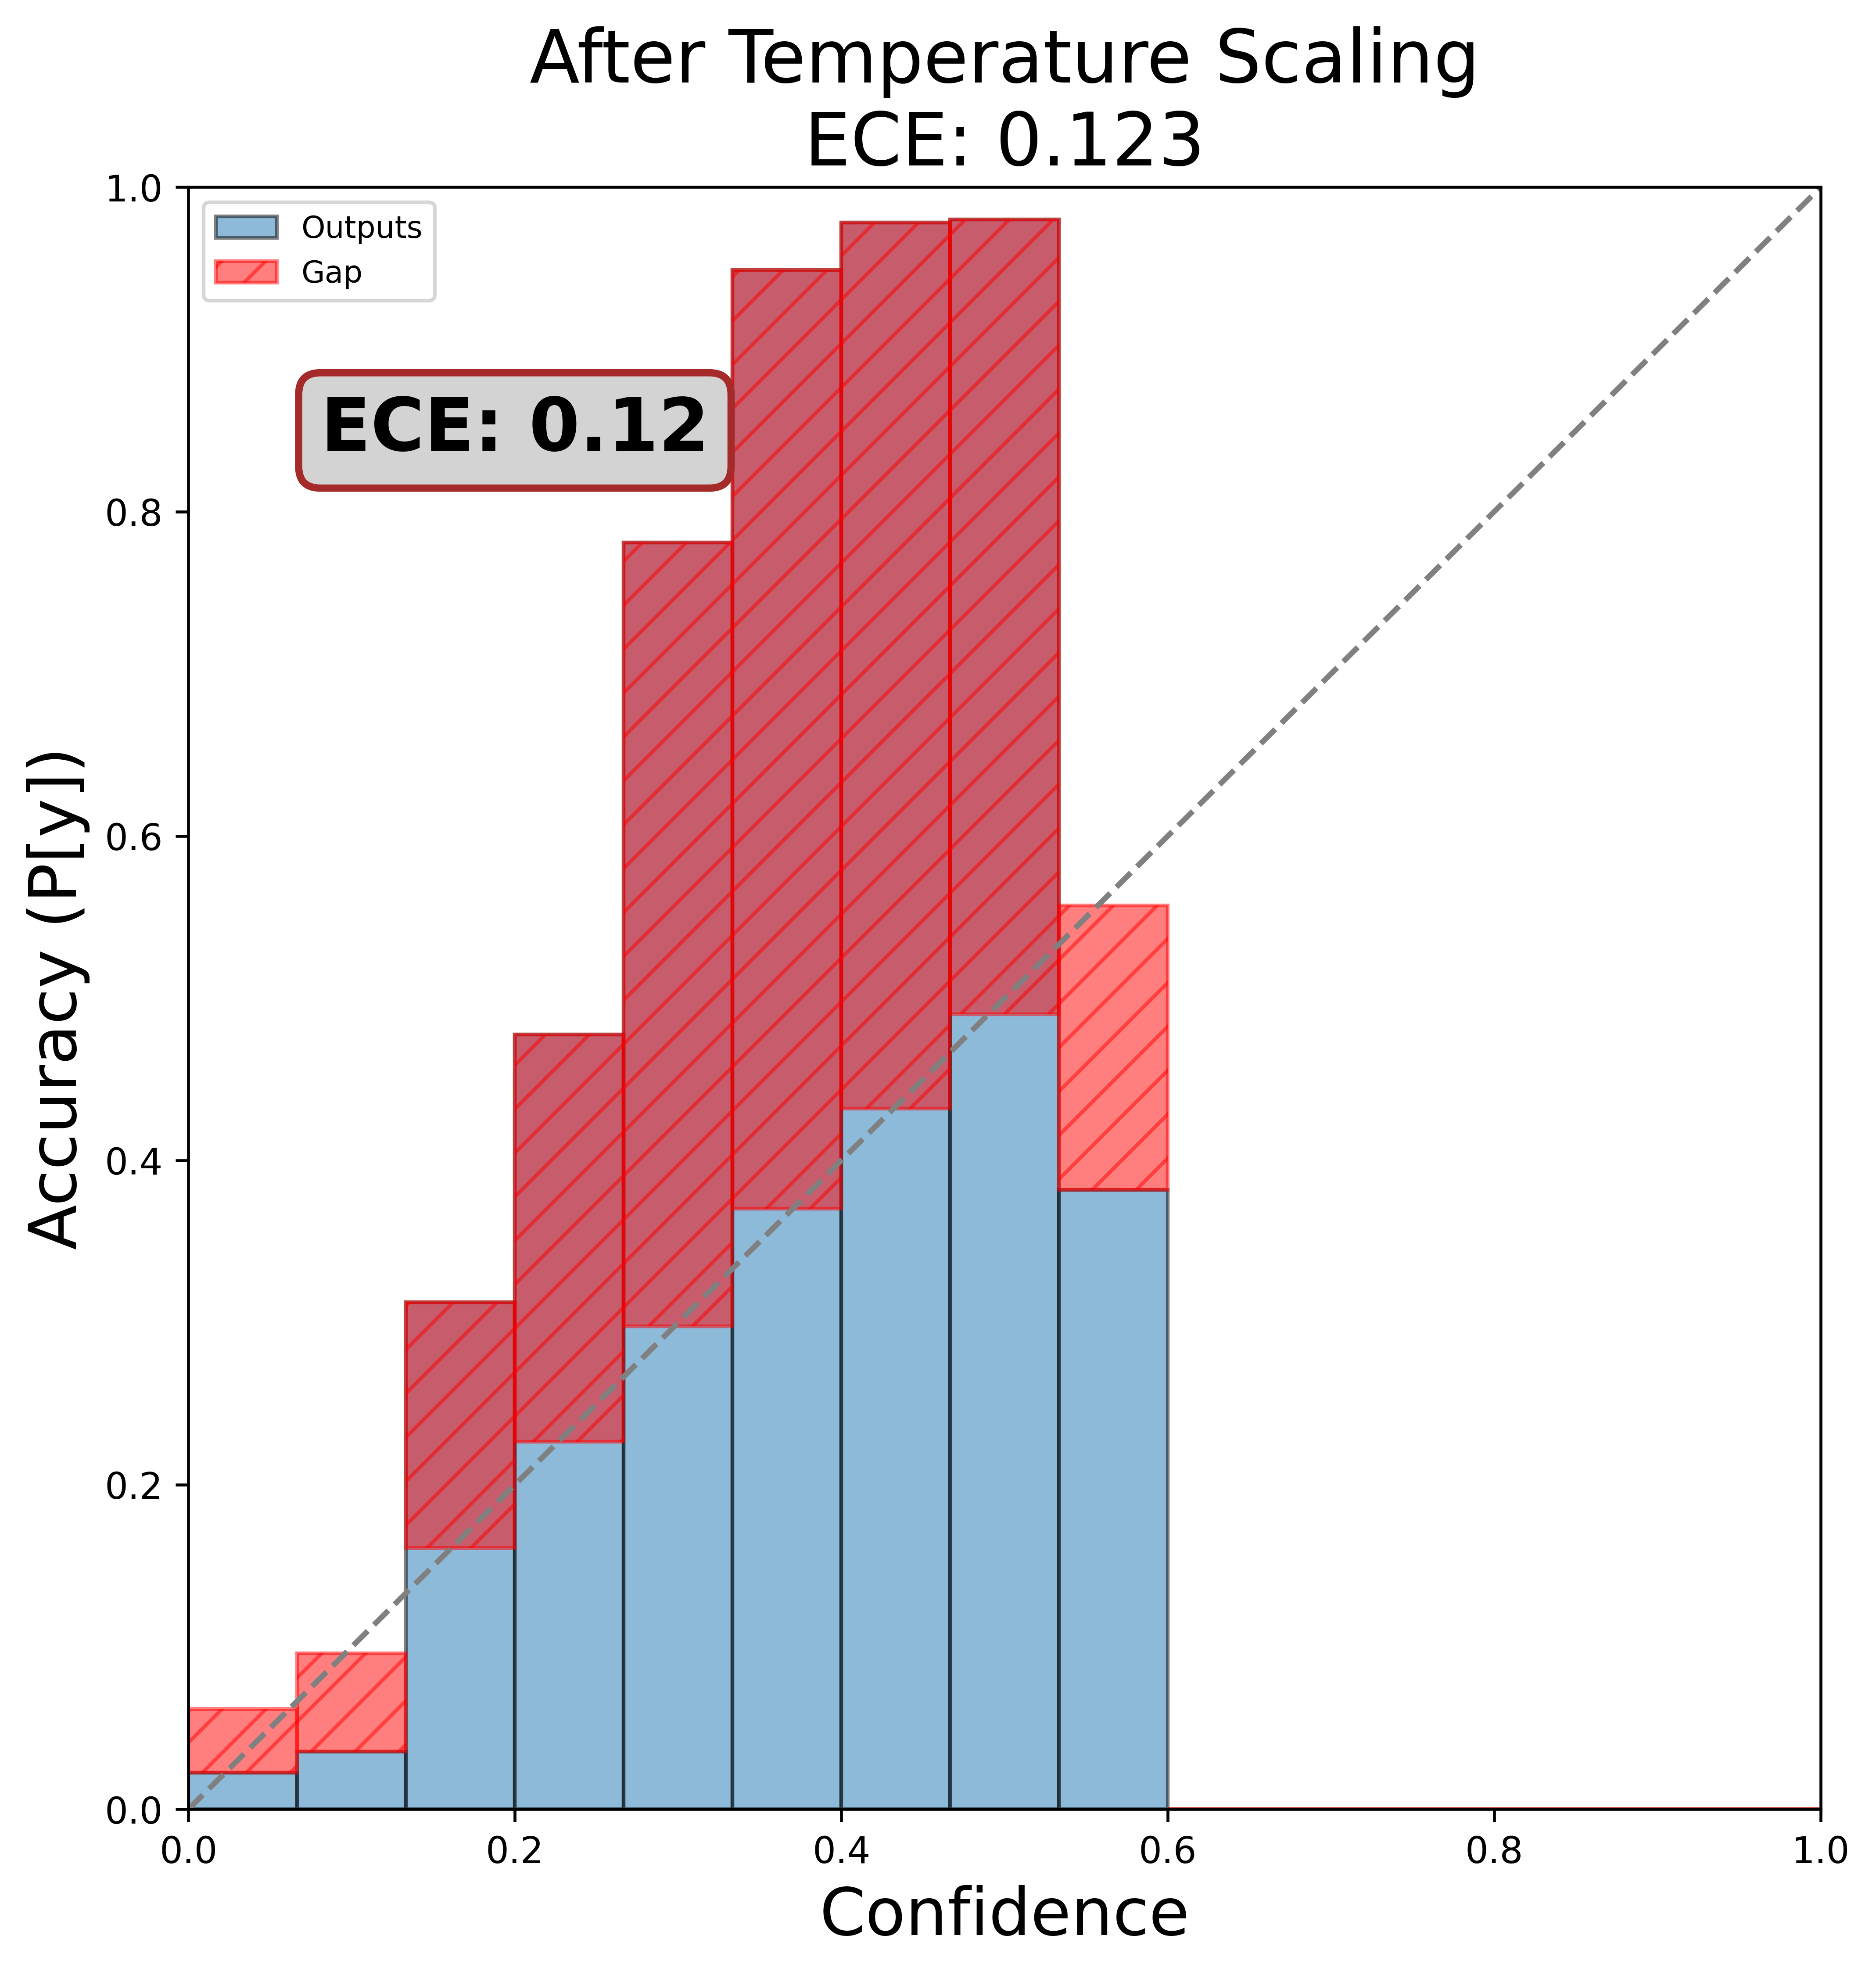 After Temperature Scaling
ECE: 0.123
Outputs
Gap
ECE: 0.12
Accuracy (P[y])
1.0
0.8
0.6
0.4
0.2
0.0
0.0 0.2 0.4 0.6 0.8 1.0
Confidence